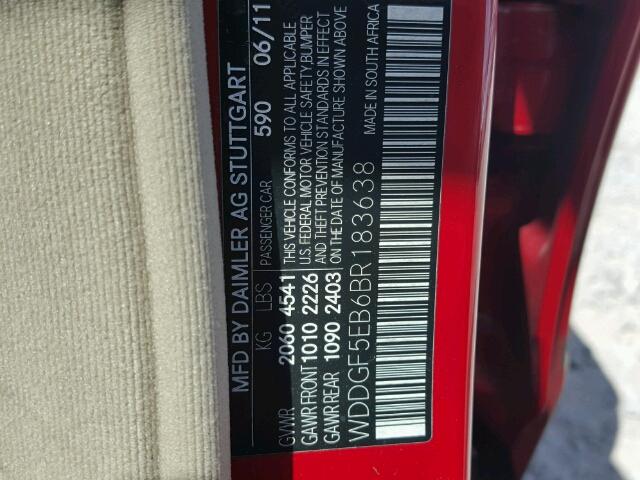 MFD BY DAIMLER AG STUTTGART
KG LBS PASSENGER CAR 590 06/11
GVWR 2060 4541 THIS VEHICLE CONFORMS TO ALL APPLICABLE
GAWR FRONT 1010 2226 U.S. FEDERAL MOTOR VEHICLE SAFETY, BUMPER
GAWR REAR 1090 2403 AND THEFT PREVENTION STANDARDS IN EFFECT
ON THE DATE OF MANUFACTURE SHOWN ABOVE
WDDGF5EB6BR183638 MADE IN SOUTH AFRICA